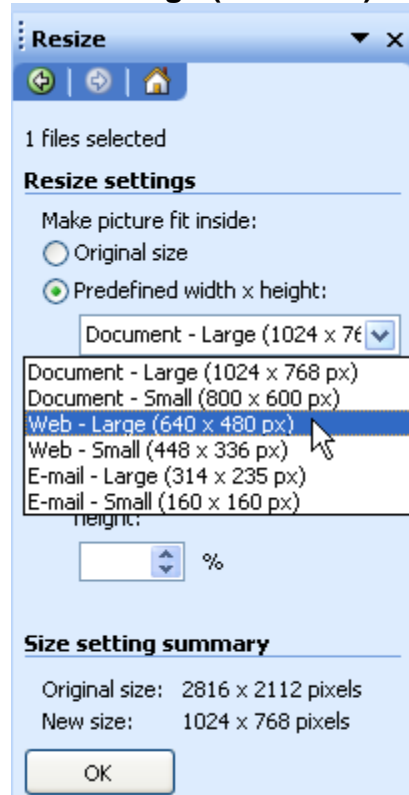 Resize
1 files selected
Resize settings
Make picture fit inside:
Original size
Predefined width x height:
Document - Large (1024 x 76
Document - Large (1024 x 768 px)
Document - Small (800 x 600 px)
Web - Large (640 x 480 px)
Web - Small (448 x 336 px)
E-mail - Large (314 x 235 px)
E-mail - Small (160 x 160 px)
height:
%
Size setting summary
Original size: 2816 x 2112 pixels
New size: 1024 x 768 pixels
OK